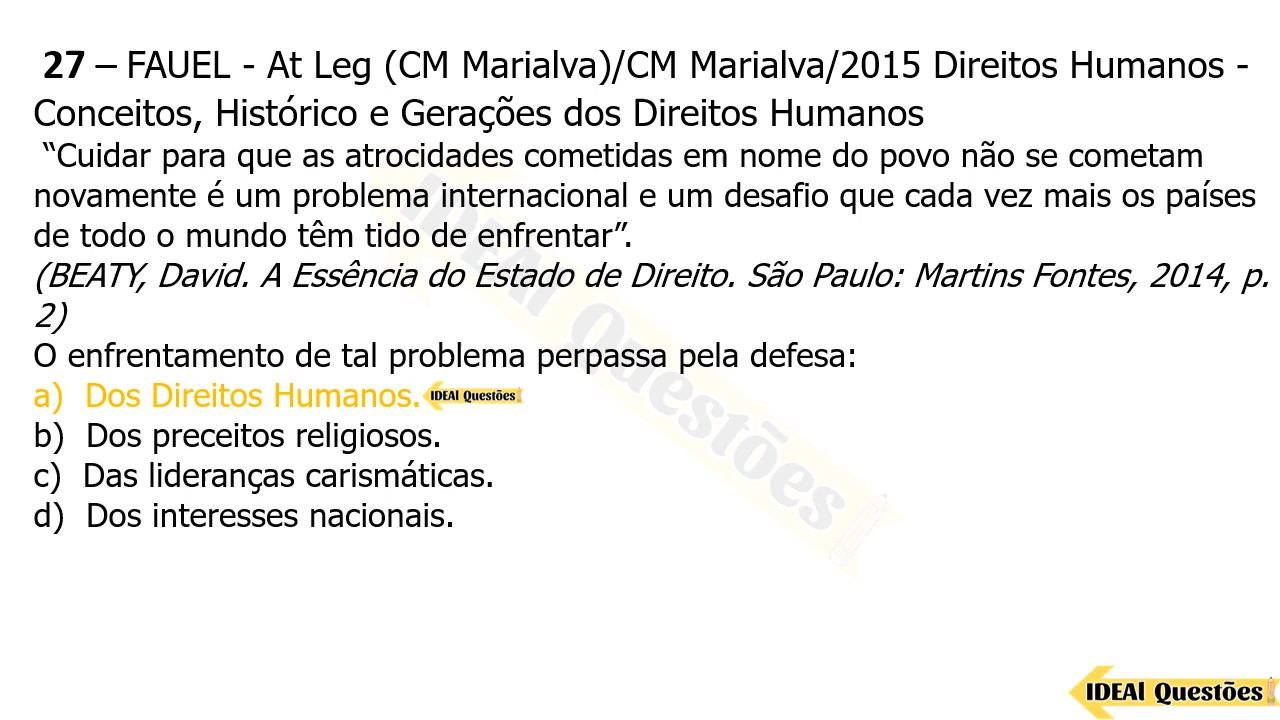 27 – FAUEL - At Leg (CM Marialva)/CM Marialva/2015 Direitos Humanos -
Conceitos, Histórico e Gerações dos Direitos Humanos
“Cuidar para que as atrocidades cometidas em nome do povo não se cometam
novamente é um problema internacional e um desafio que cada vez mais os países
de todo o mundo têm tido de enfrentar”.
(BEATY, David. A Essência do Estado de Direito. São Paulo: Martins Fontes, 2014, p.
2)
O enfrentamento de tal problema perpassa pela defesa:
a) Dos Direitos Humanos. IDEAl Questões
b) Dos preceitos religiosos.
c) Das lideranças carismáticas.
d) Dos interesses nacionais.
IDEAl Questões
IDEAl Questões